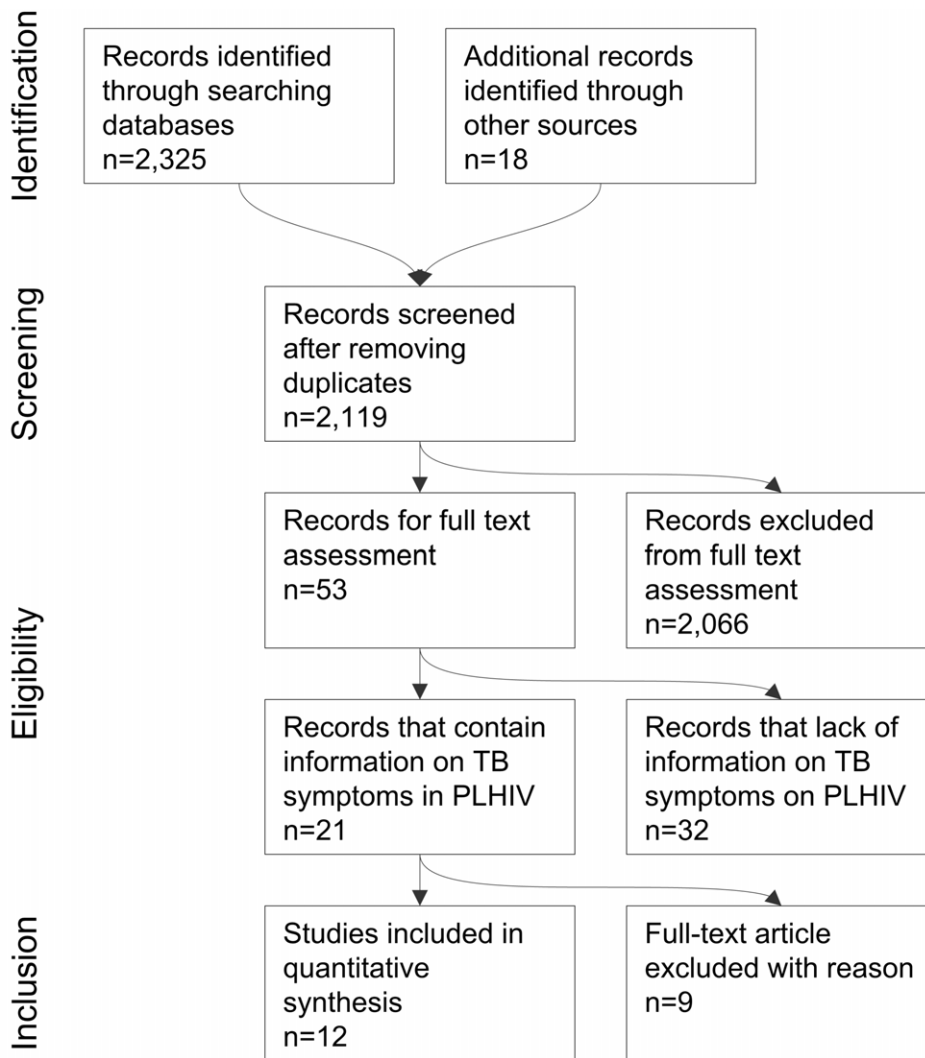 Identification
Records identified
through searching
databases
n=2,325
Additional records
identified through
other sources
n=18
Screening
Records screened
after removing
duplicates
n=2,119
Eligibility
Records for full text
assessment
n=53
Records excluded
from full text
assessment
n=2,066
Records that contain
information on TB
symptoms in PLHIV
n=21
Records that lack of
information on TB
symptoms on PLHIV
n=32
Inclusion
Studies included in
quantitative
synthesis
n=12
Full-text article
excluded with reason
n=9